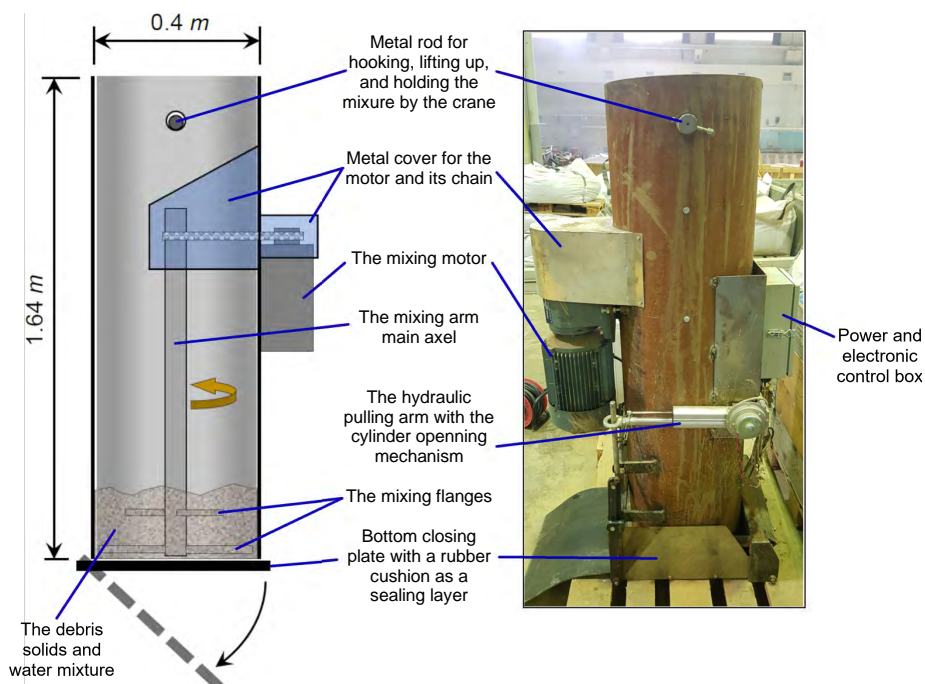 0.4 m
1.64 m
Metal rod for
hooking, lifting up,
and holding the
mixure by the crane
Metal cover for the
motor and its chain
The mixing motor
The mixing arm
main axel
Power and
electronic
control box
The hydraulic
pulling arm with the
cylinder openning
mechanism
The mixing flanges
Bottom closing
plate with a rubber
cushion as a
sealing layer
The debris
solids and
water mixture